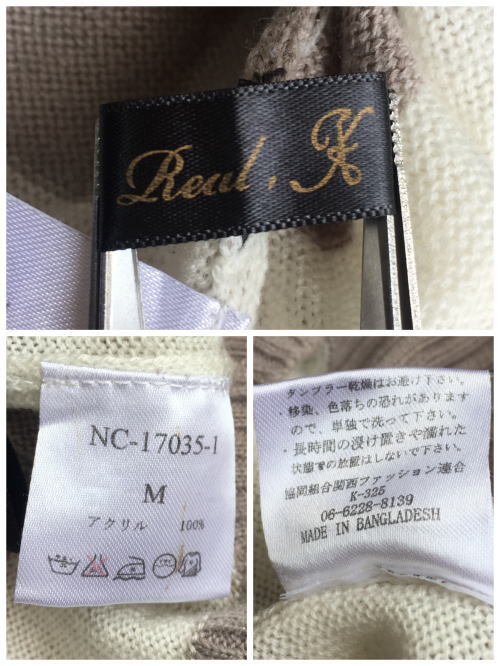 Real, K
NC-17035-1
M
アクリル 100%
タンブラー乾燥はお避け下さい。
・移染、色落ちの恐れがあります
ので、単独で洗って下さい。
・長時間の浸け置きや濡れた
状態での放置はしないで下さい。
協同組合関西ファッション連合
K-325
06-6228-8139
MADE IN BANGLADESH